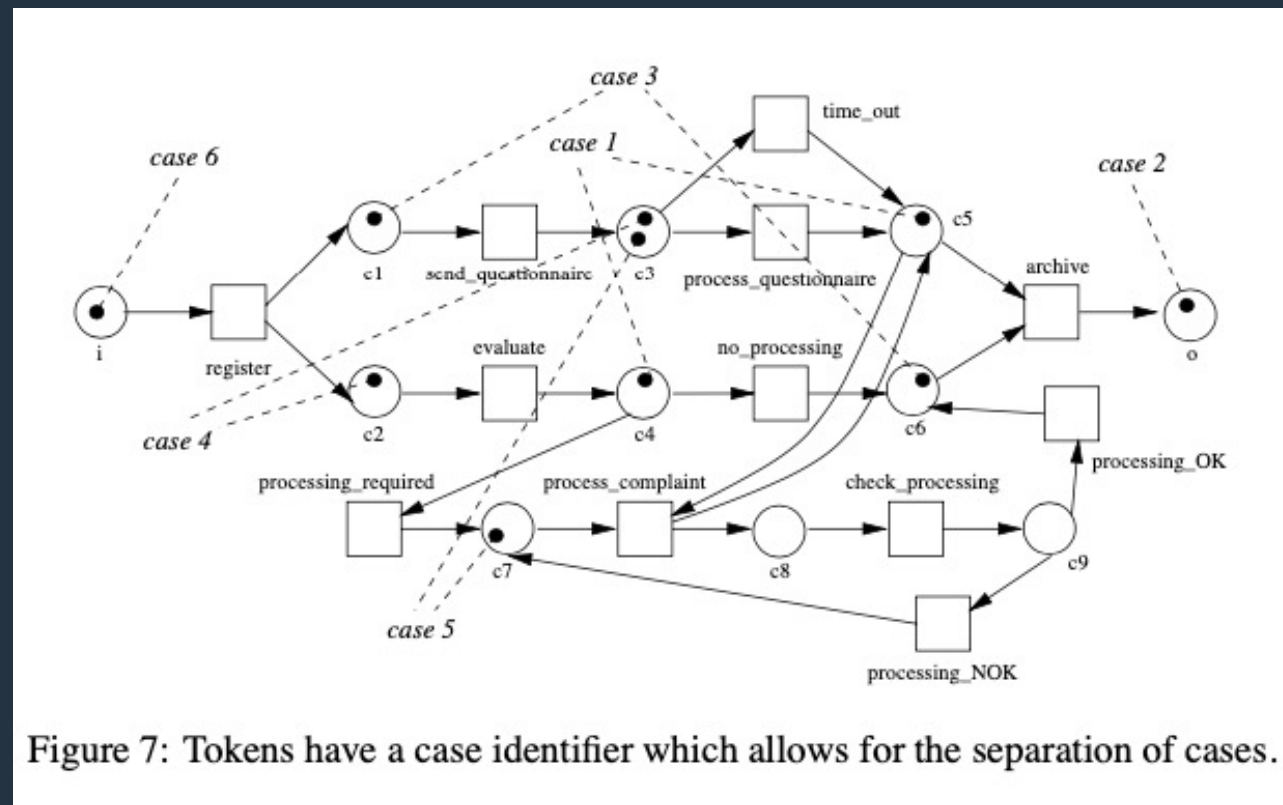 case 3
time_out
case 1
case 6
case 2
c5
c1
send_questionnaire
c3
process_questionnaire
archive
i
o
register
evaluate
no_processing
case 4
c2
c4
c6
processing_OK
processing_required
process_complaint
check_processing
c7
c8
c9
case 5
processing_NOK
Figure 7: Tokens have a case identifier which allows for the separation of cases.